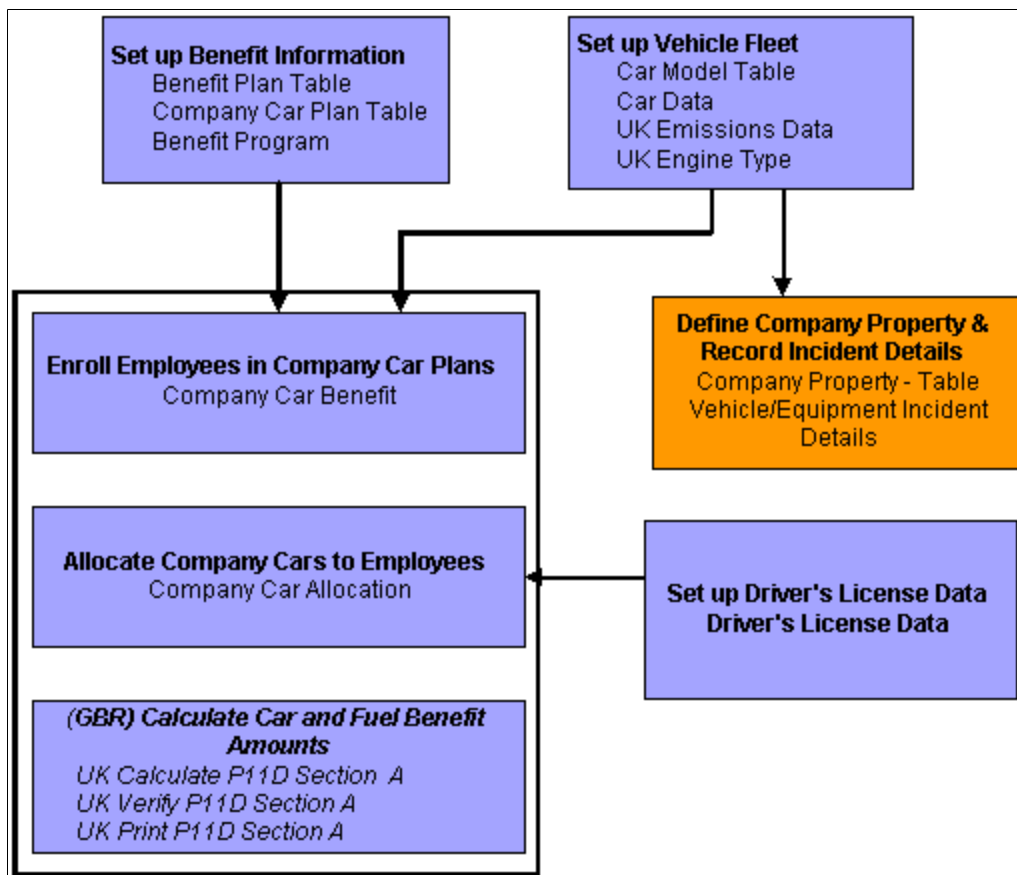 Set up Benefit Information
Benefit Plan Table
Company Car Plan Table
Benefit Program
Set up Vehicle Fleet
Car Model Table
Car Data
UK Emissions Data
UK Engine Type
Enroll Employees in Company Car Plans
Company Car Benefit
Define Company Property &
Record Incident Details
Company Property - Table
Vehicle/Equipment Incident
Details
Allocate Company Cars to Employees
Company Car Allocation
Set up Driver's License Data
Driver's License Data
(GBR) Calculate Car and Fuel Benefit
Amounts
UK Calculate P11D Section A
UK Verify P11D Section A
UK Print P11D Section A